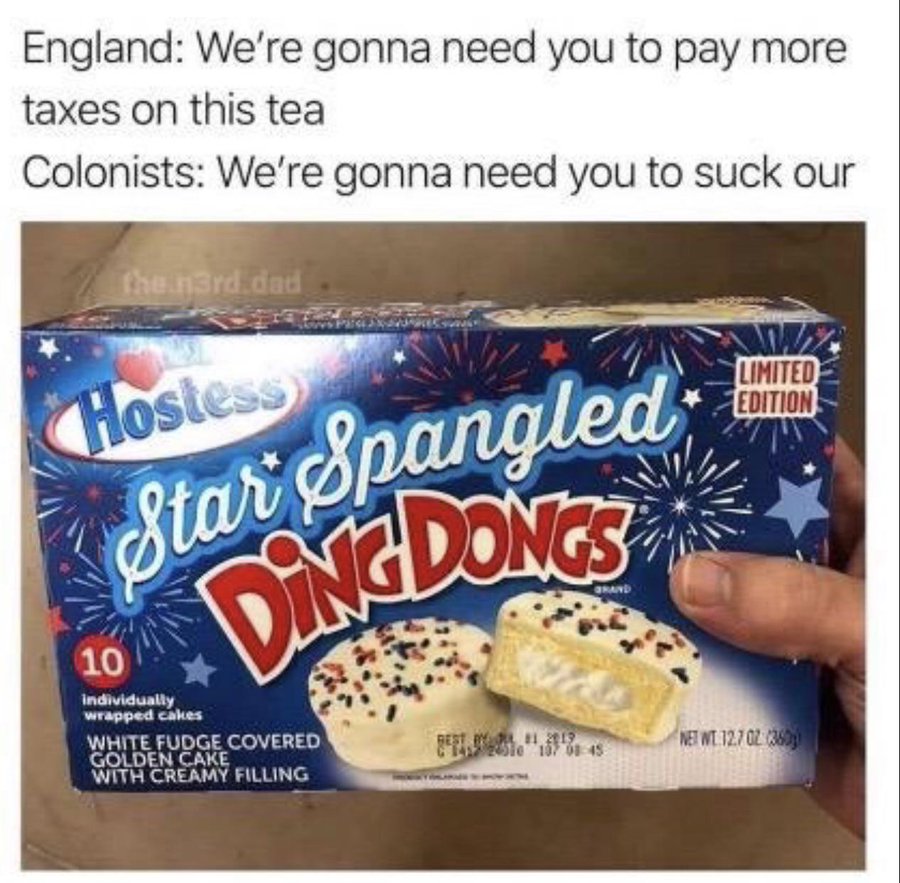 England: We're gonna need you to pay more
taxes on this tea
Colonists: We're gonna need you to suck our
the.n3rd.dad
Hostess
LIMITED
EDITION
Star Spangled
DiNG DONGS
BRAND
10
individually
wrapped cakes
WHITE FUDGE COVERED
GOLDEN CAKE
WITH CREAMY FILLING
NET WT. 12.7 OZ. (360g)